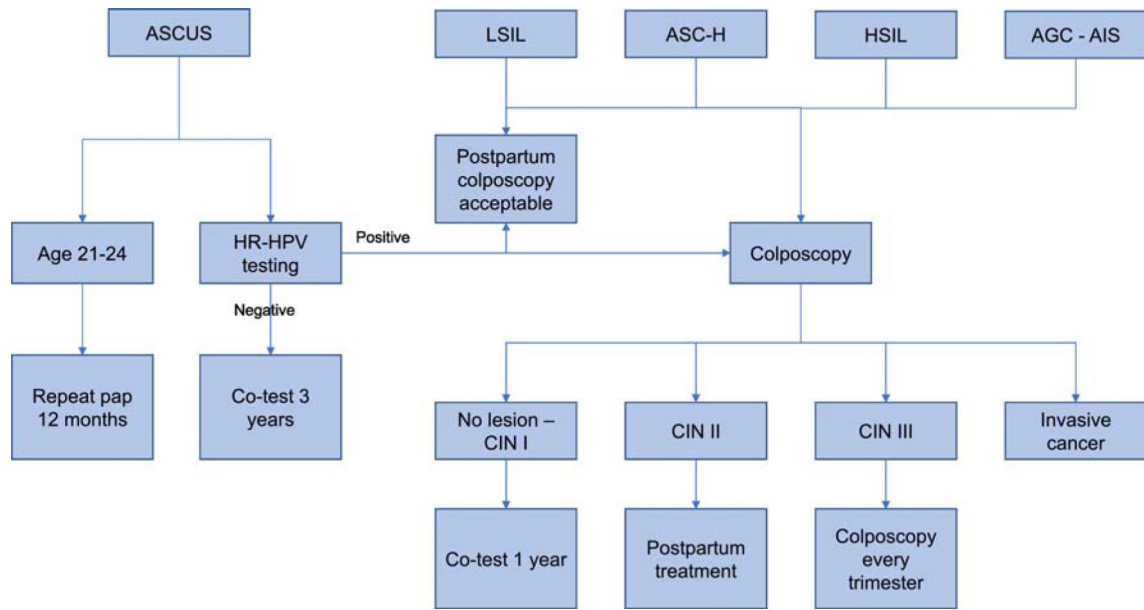 ASCUS
LSIL
ASC-H
HSIL
AGC - AIS
Postpartum
colposcopy
acceptable
Age 21-24
HR-HPV
testing
Positive
Colposcopy
Negative
Repeat pap
12 months
Co-test 3
years
No lesion –
CIN I
CIN II
CIN III
Invasive
cancer
Co-test 1 year
Postpartum
treatment
Colposcopy
every
trimester